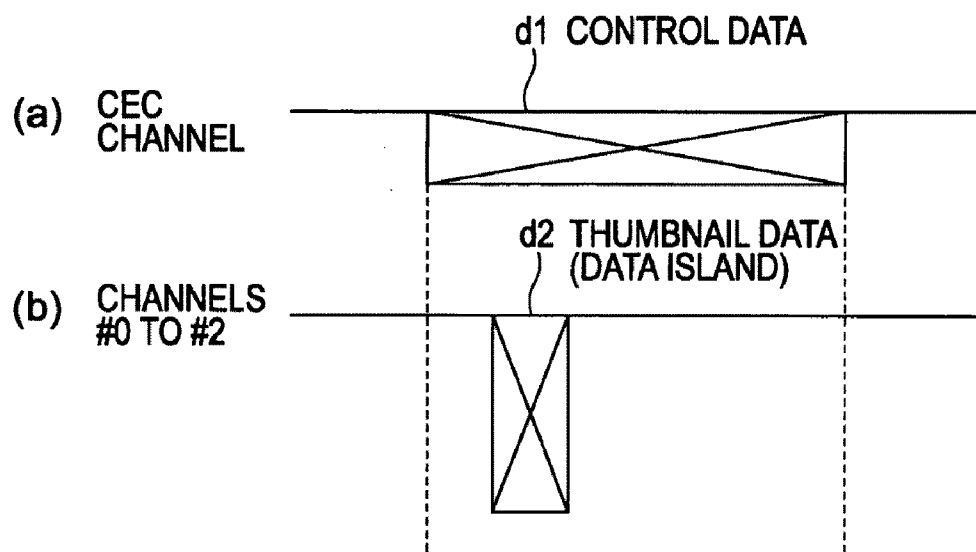 d1 CONTROL DATA
(a) CEC
CHANNEL
d2 THUMBNAIL DATA
(DATA ISLAND)
(b) CHANNELS
#0 TO #2